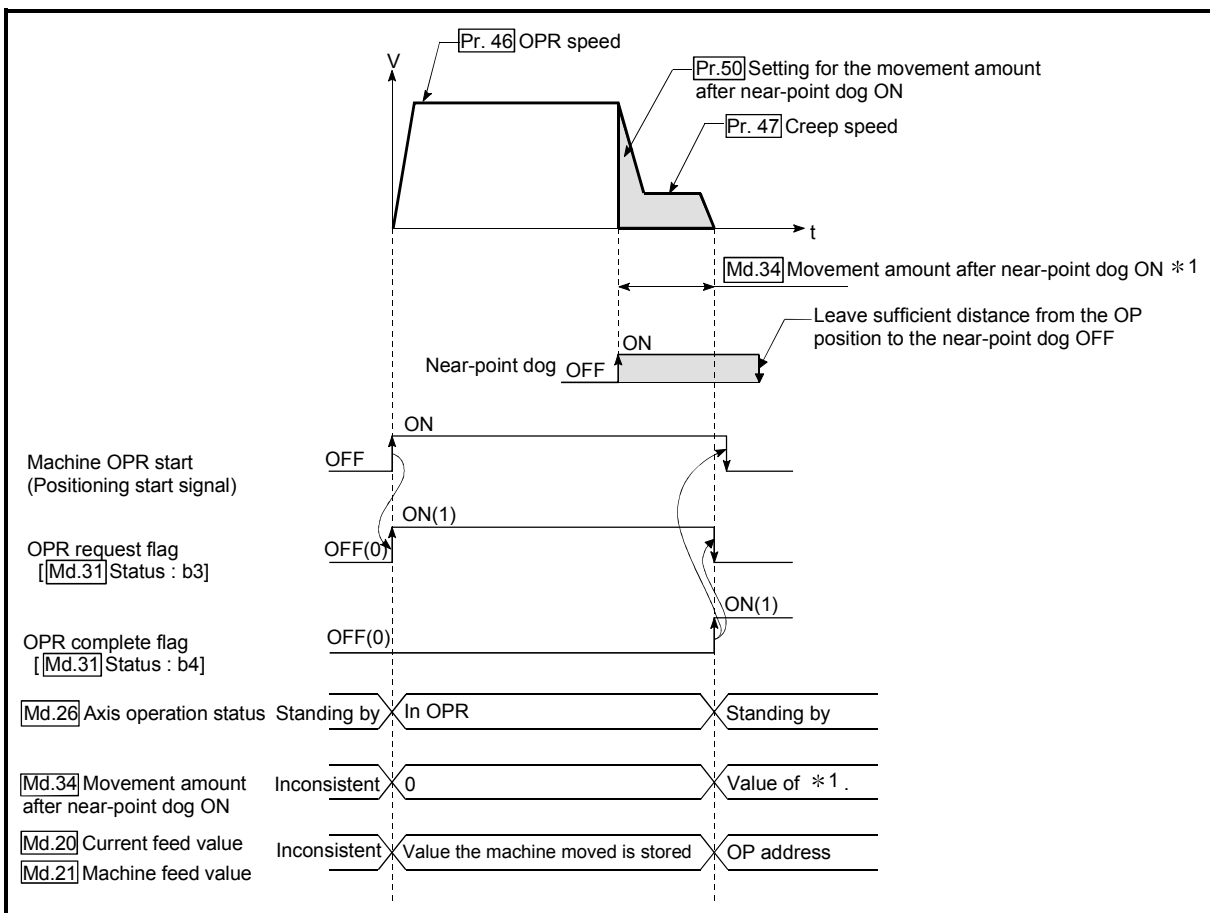 Pr. 46 OPR speed
V
Pr.50 Setting for the movement amount
after near-point dog ON
Pr. 47 Creep speed
t
Md.34 Movement amount after near-point dog ON *1
Leave sufficient distance from the OP
position to the near-point dog OFF
ON
Near-point dog OFF
ON
Machine OPR start
(Positioning start signal)
OFF
ON(1)
OPR request flag
[Md.31 Status : b3]
OFF(0)
ON(1)
OPR complete flag
[ Md.31 Status : b4]
OFF(0)
Md.26 Axis operation status Standing by In OPR Standing by
Md.34 Movement amount
after near-point dog ON
Inconsistent 0 Value of *1 .
Md.20 Current feed value
Md.21 Machine feed value
Inconsistent Value the machine moved is stored OP address